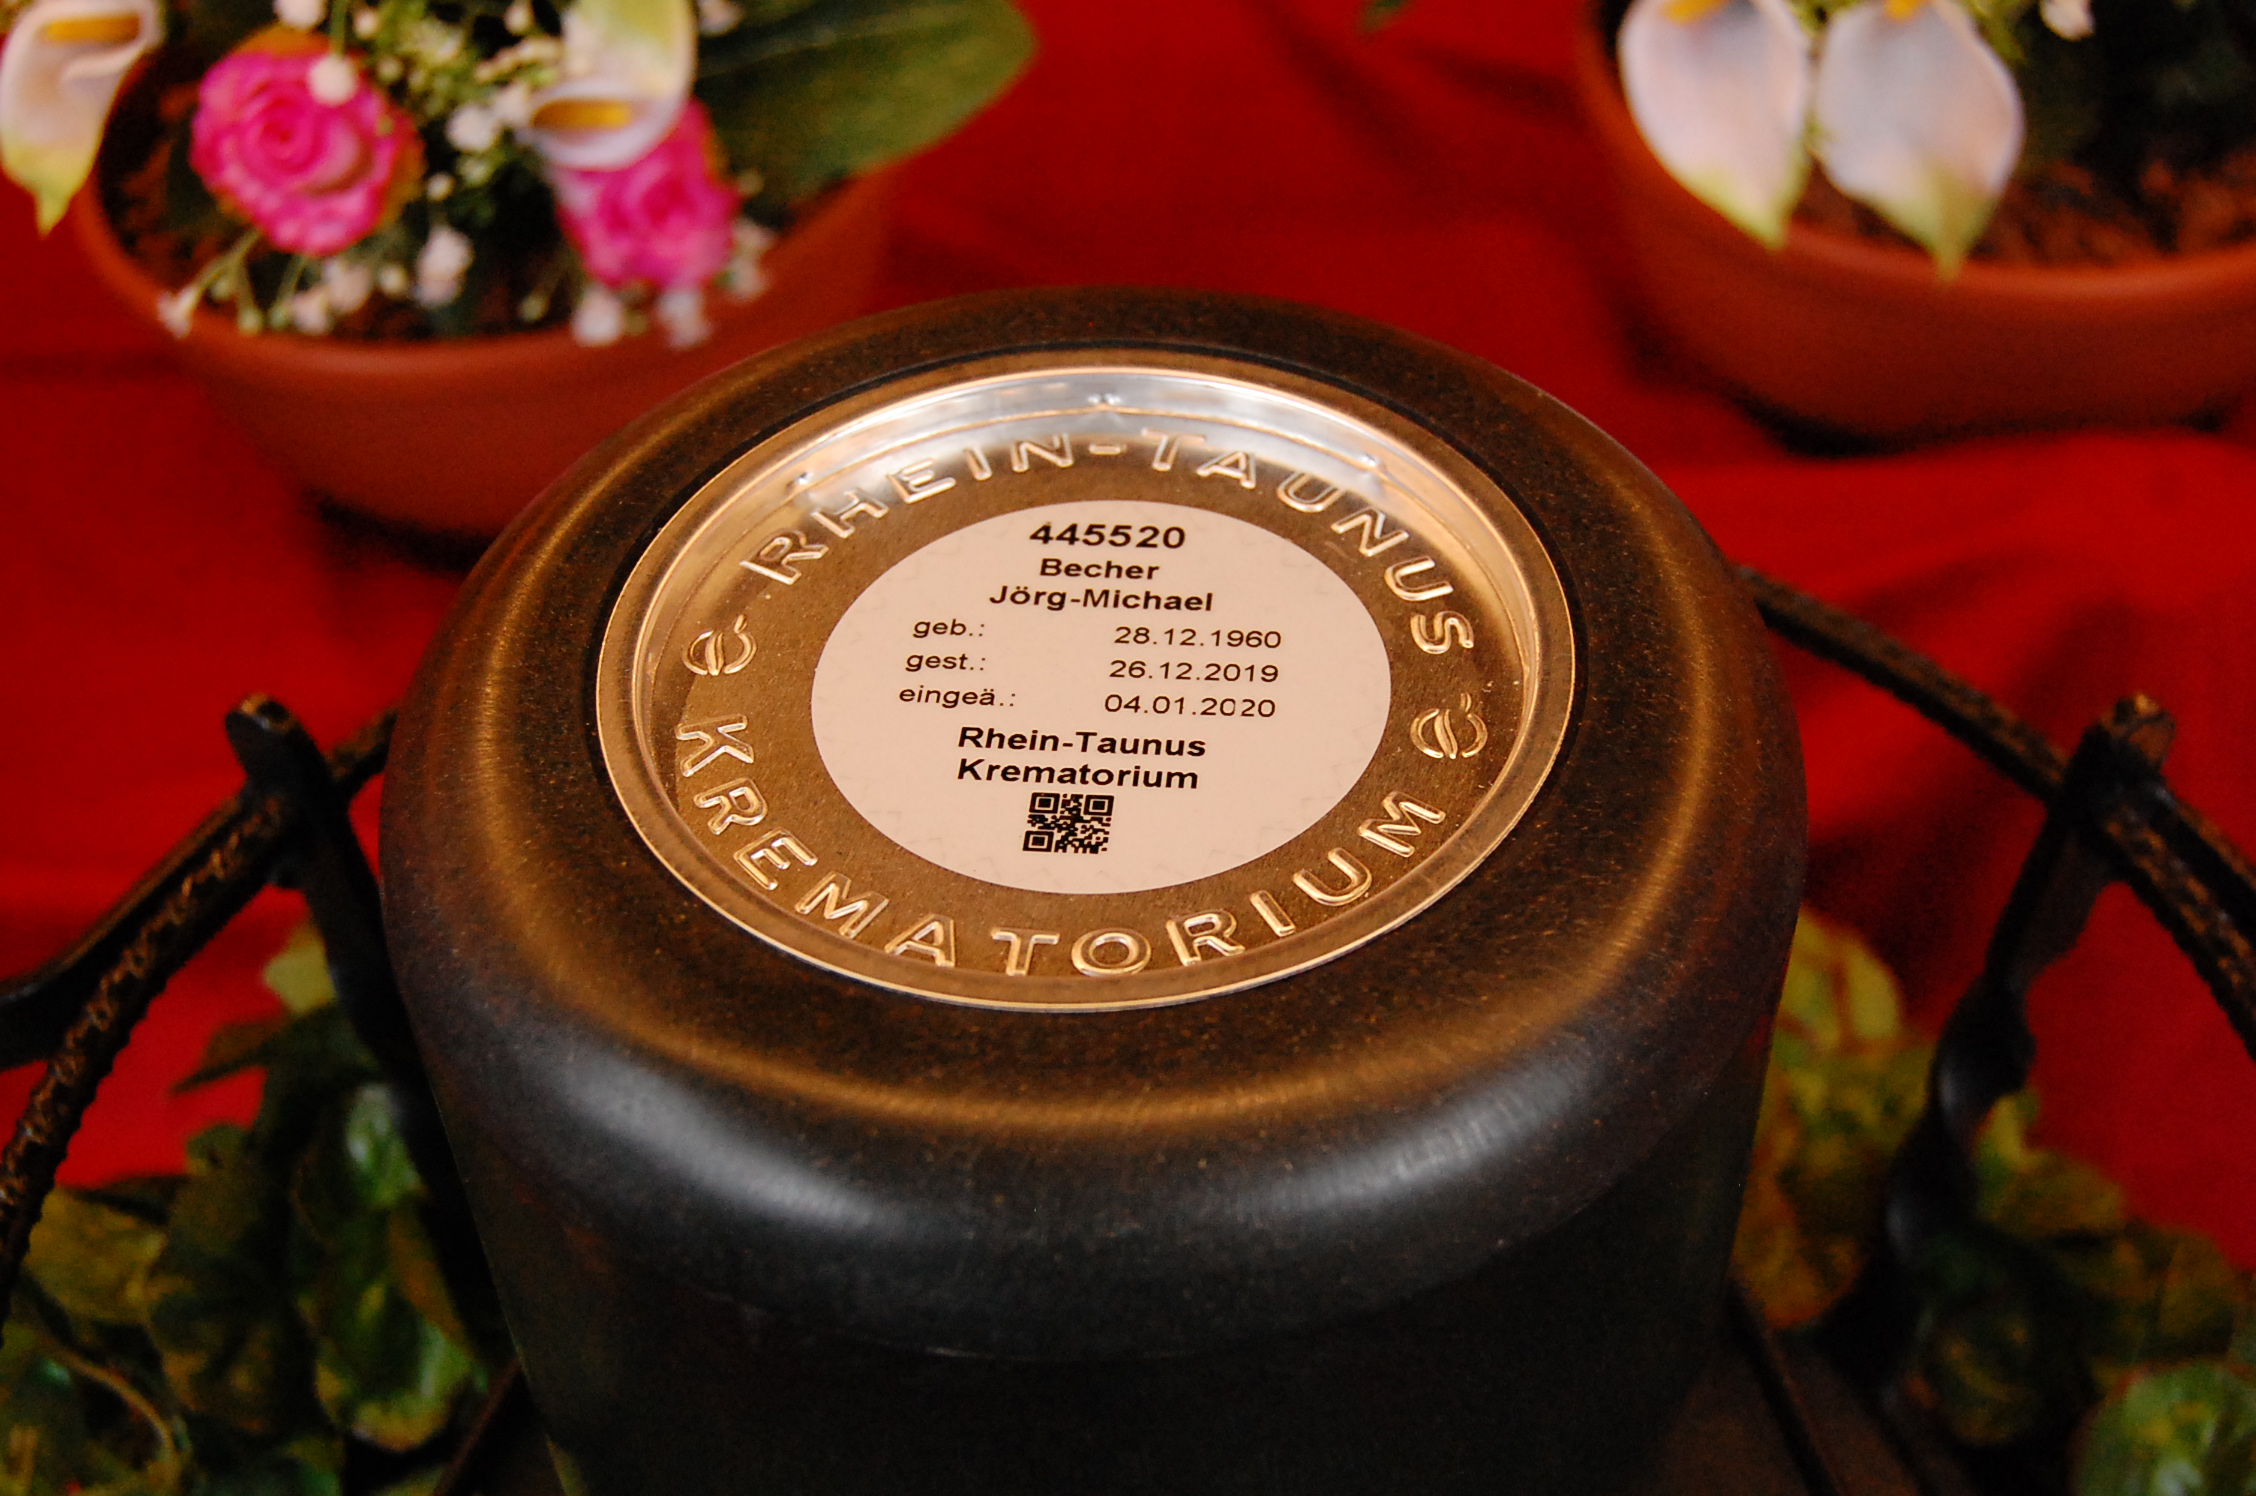 RHEIN-TAUNUS
445520
Becher
Jörg-Michael
geb.: 28.12.1960
gest.: 26.12.2019
eingeä.: 04.01.2020
Rhein-Taunus
Krematorium
KREMATORIUM